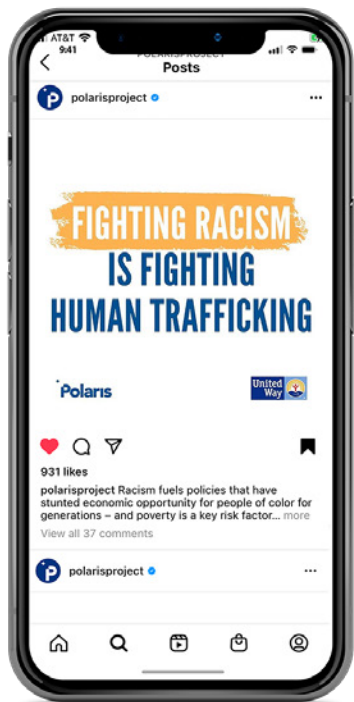 AT&T
9:41
POLARISPROJECT
Posts
polarisproject
FIGHTING RACISM
IS FIGHTING
HUMAN TRAFFICKING
Polaris
United
Way
931 likes
polarisproject Racism fuels policies that have
stunted economic opportunity for people of color for
generations – and poverty is a key risk factor... more
View all 37 comments
polarisproject